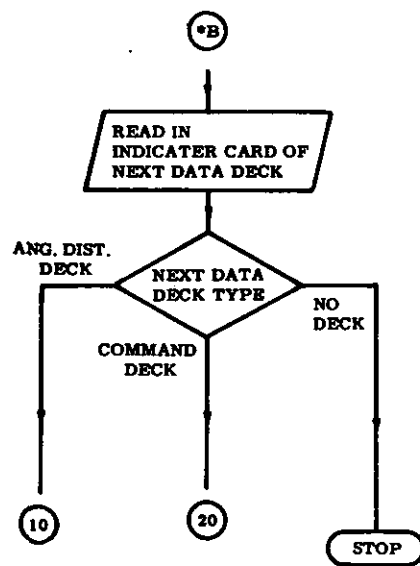 *B
READ IN
INDICATER CARD OF
NEXT DATA DECK
ANG. DIST.
DECK
NEXT DATA
DECK TYPE
NO
DECK
COMMAND
DECK
10
20
STOP